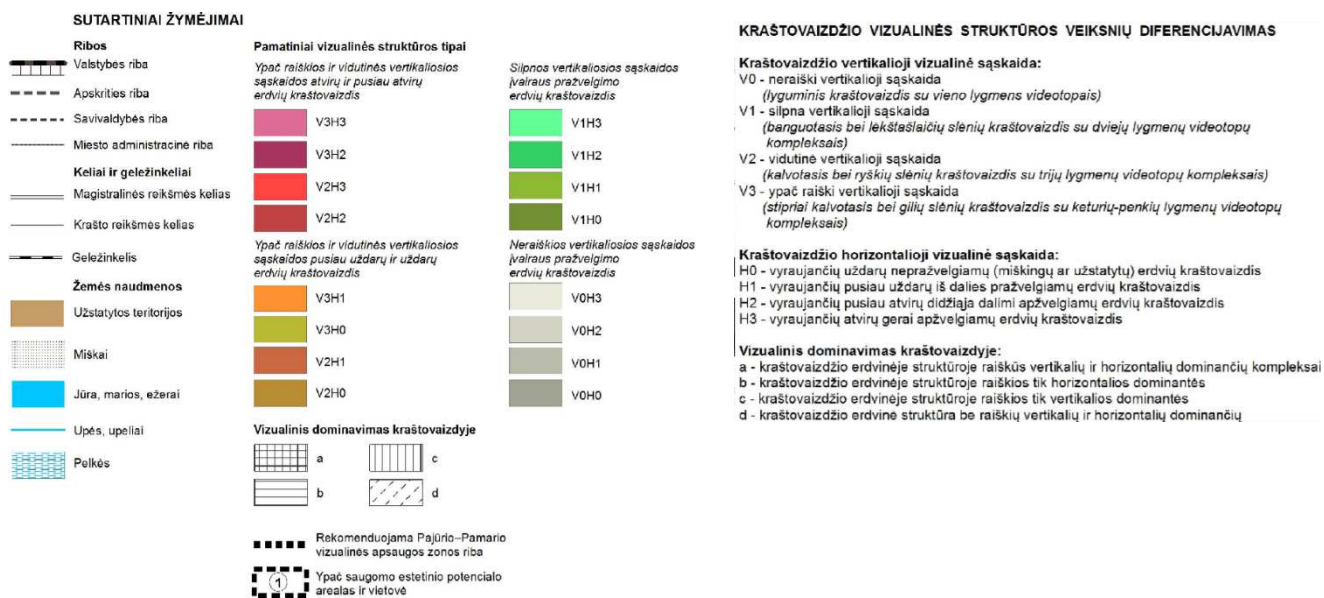 SUTARTINIAI ŽYMĖJIMAI
Ribos
Valstybės riba
Apskrities riba
Savivaldybės riba
Miesto administracinė riba
Keliai ir geležinkeliai
Magistralinės reikšmės kelias
Krašto reikšmės kelias
Geležinkelis
Žemės naudmenos
Užstatytos teritorijos
Miškai
Jūra, marios, ežerai
Upės, upeliai
Pelkės
Pamatiniai vizualinės struktūros tipai
Ypač raiškios ir vidutinės vertikaliosios
sąskaidos atvirų ir pusiau atvirų
erdvių kraštovaizdis
V3H3
V3H2
V2H3
V2H2
Ypač raiškios ir vidutinės vertikaliosios
sąskaidos pusiau uždarų ir uždarų
erdvių kraštovaizdis
V3H1
V3H0
V2H1
V2H0
Silpnos vertikaliosios sąskaidos
įvairaus pražvelgimo
erdvių kraštovaizdis
V1H3
V1H2
V1H1
V1H0
Neraiškios vertikaliosios sąskaidos
įvairaus pražvelgimo
erdvių kraštovaizdis
V0H3
V0H2
V0H1
V0H0
Vizualinis dominavimas kraštovaizdyje
a
c
b
d
Rekomenduojama Pajūrio–Pamario
vizualinės apsaugos zonos riba
1
Ypač saugomo estetinio potencialo
arealas ir vietovė
KRAŠTOVAIZDŽIO VIZUALINĖS STRUKTŪROS VEIKSNIŲ DIFERENCIJAVIMAS
Kraštovaizdžio vertikalioji vizualinė sąskaida:
V0 - neraiški vertikalioji sąskaida
(lyguminis kraštovaizdis su vieno lygmens videotopais)
V1 - silpna vertikalioji sąskaida
(banguotasis bei lėkštašlaičių slėnių kraštovaizdis su dviejų lygmenų videotopų
kompleksais)
V2 - vidutinė vertikalioji sąskaida
(kalvotasis bei ryškių slėnių kraštovaizdis su trijų lygmenų videotopų kompleksais)
V3 - ypač raiški vertikalioji sąskaida
(stipriai kalvotasis bei gilių slėnių kraštovaizdis su keturių-penkių lygmenų videotopų
kompleksais)
Kraštovaizdžio horizontalioji vizualinė sąskaida:
H0 - vyraujančių uždarų nepražvelgiamų (miškingų ar užstatytų) erdvių kraštovaizdis
H1 - vyraujančių pusiau uždarų iš dalies pražvelgiamų erdvių kraštovaizdis
H2 - vyraujančių pusiau atvirų didžiąja dalimi apžvelgiamų erdvių kraštovaizdis
H3 - vyraujančių atvirų gerai apžvelgiamų erdvių kraštovaizdis
Vizualinis dominavimas kraštovaizdyje:
a - kraštovaizdžio erdvinėje struktūroje raiškūs vertikalių ir horizontalių dominančių kompleksai
b - kraštovaizdžio erdvinėje struktūroje raiškios tik horizontalios dominantės
c - kraštovaizdžio erdvinėje struktūroje raiškios tik vertikalios dominantės
d - kraštovaizdžio erdvinė struktūra be raiškių vertikalių ir horizontalių dominančių